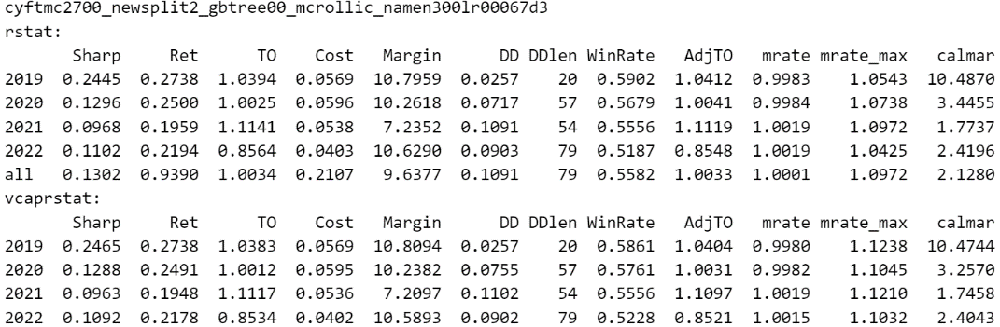 cyftmc2700_newsplit2_gbtree00_mcrollic_namen300lr00067d3
rstat:
Sharp Ret TO Cost Margin DD DDlen WinRate AdjTO mrate mrate_max calmar
2019 0.2445 0.2738 1.0394 0.0569 10.7959 0.0257 20 0.5902 1.0412 0.9983 1.0543 10.4870
2020 0.1296 0.2500 1.0025 0.0596 10.2618 0.0717 57 0.5679 1.0041 0.9984 1.0738 3.4455
2021 0.0968 0.1959 1.1141 0.0538 7.2352 0.1091 54 0.5556 1.1119 1.0019 1.0972 1.7737
2022 0.1102 0.2194 0.8564 0.0403 10.6290 0.0903 79 0.5187 0.8548 1.0019 1.0425 2.4196
all 0.1302 0.9390 1.0034 0.2107 9.6377 0.1091 79 0.5582 1.0033 1.0001 1.0972 2.1280
vcaprstat:
Sharp Ret TO Cost Margin DD DDlen WinRate AdjTO mrate mrate_max calmar
2019 0.2465 0.2738 1.0383 0.0569 10.8094 0.0257 20 0.5861 1.0404 0.9980 1.1238 10.4744
2020 0.1288 0.2491 1.0012 0.0595 10.2382 0.0755 57 0.5761 1.0031 0.9982 1.1045 3.2570
2021 0.0963 0.1948 1.1117 0.0536 7.2097 0.1102 54 0.5556 1.1097 1.0019 1.1210 1.7458
2022 0.1092 0.2178 0.8534 0.0402 10.5893 0.0902 79 0.5228 0.8521 1.0015 1.1032 2.4043